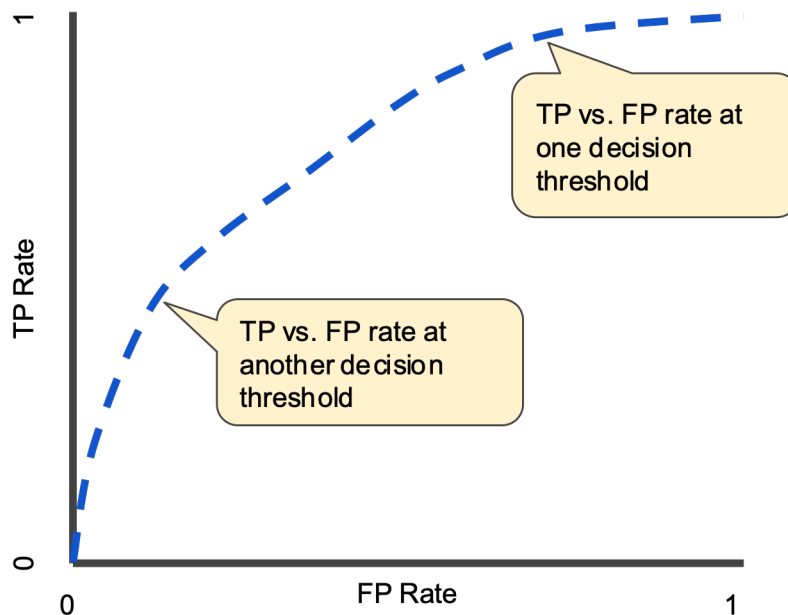 1
TP vs. FP rate at
one decision
threshold
TP Rate
TP vs. FP rate at
another decision
threshold
0
0
FP Rate
1